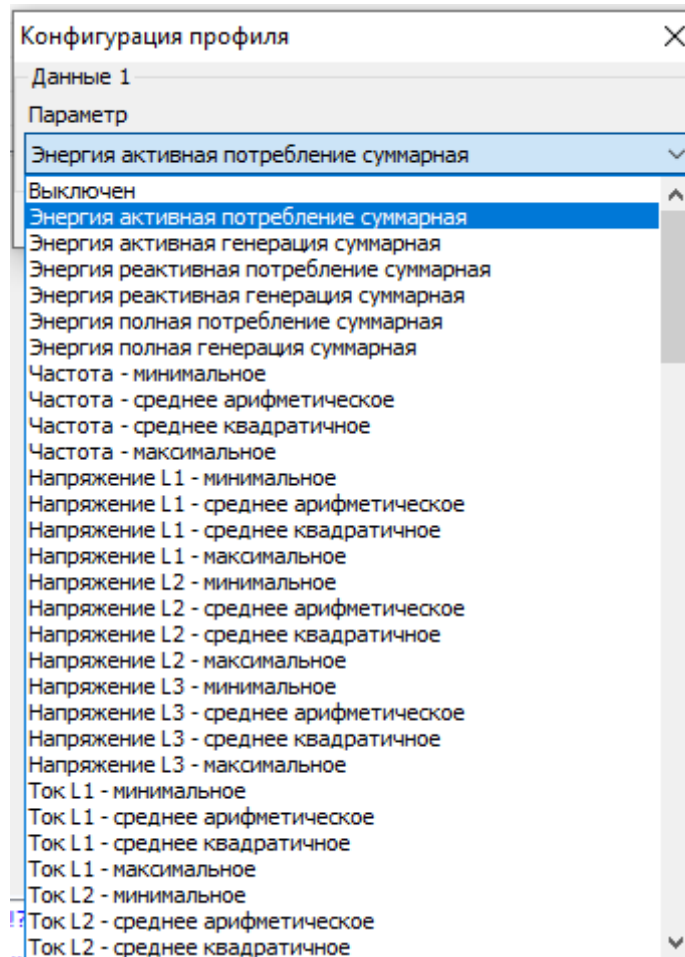 Конфигурация профиля
Данные 1
Параметр
Энергия активная потребление суммарная
Выключен
Энергия активная потребление суммарная
Энергия активная генерация суммарная
Энергия реактивная потребление суммарная
Энергия реактивная генерация суммарная
Энергия полная потребление суммарная
Энергия полная генерация суммарная
Частота - минимальное
Частота - среднее арифметическое
Частота - среднее квадратичное
Частота - максимальное
Напряжение L1 - минимальное
Напряжение L1 - среднее арифметическое
Напряжение L1 - среднее квадратичное
Напряжение L1 - максимальное
Напряжение L2 - минимальное
Напряжение L2 - среднее арифметическое
Напряжение L2 - среднее квадратичное
Напряжение L2 - максимальное
Напряжение L3 - минимальное
Напряжение L3 - среднее арифметическое
Напряжение L3 - среднее квадратичное
Напряжение L3 - максимальное
Ток L1 - минимальное
Ток L1 - среднее арифметическое
Ток L1 - среднее квадратичное
Ток L1 - максимальное
Ток L2 - минимальное
Ток L2 - среднее арифметическое
Ток L2 - среднее квадратичное